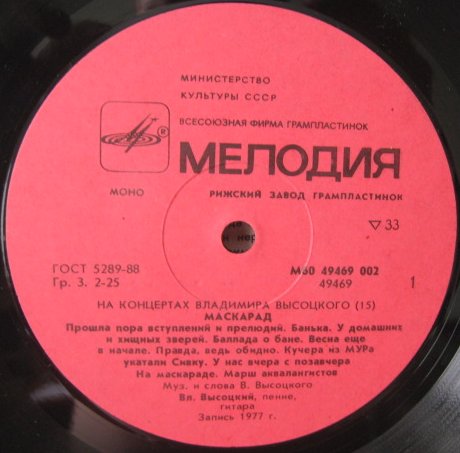 МИНИСТЕРСТВО
КУЛЬТУРЫ СССР
ВСЕСОЮЗНАЯ ФИРМА ГРАМПЛАСТИНОК
МЕЛОДИЯ
МОНО
РИЖСКИЙ ЗАВОД ГРАМПЛАСТИНОК
33
ГОСТ 5289-88
М60 49469 002
Гр. 3. 2-25
49469
1
НА КОНЦЕРТАХ ВЛАДИМИРА ВЫСОЦКОГО (15)
МАСКАРАД
Прошла пора вступлений и прелюдий. Банька. У домашних
и хищных зверей. Баллада о бане. Весна еще
в начале. Правда, ведь обидно. Кучера из МУРа
укатали Сивку. У нас вчера с позавчера
На маскараде. Марш аквалангистов
Муз. и слова В. Высоцкого
Вл. Высоцкий, пение,
гитара
Запись 1977 г.